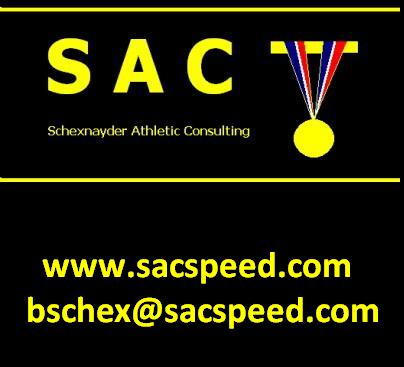 S A C
Schexnayder Athletic Consulting
www.sacspeed.com
bschex@sacspeed.com